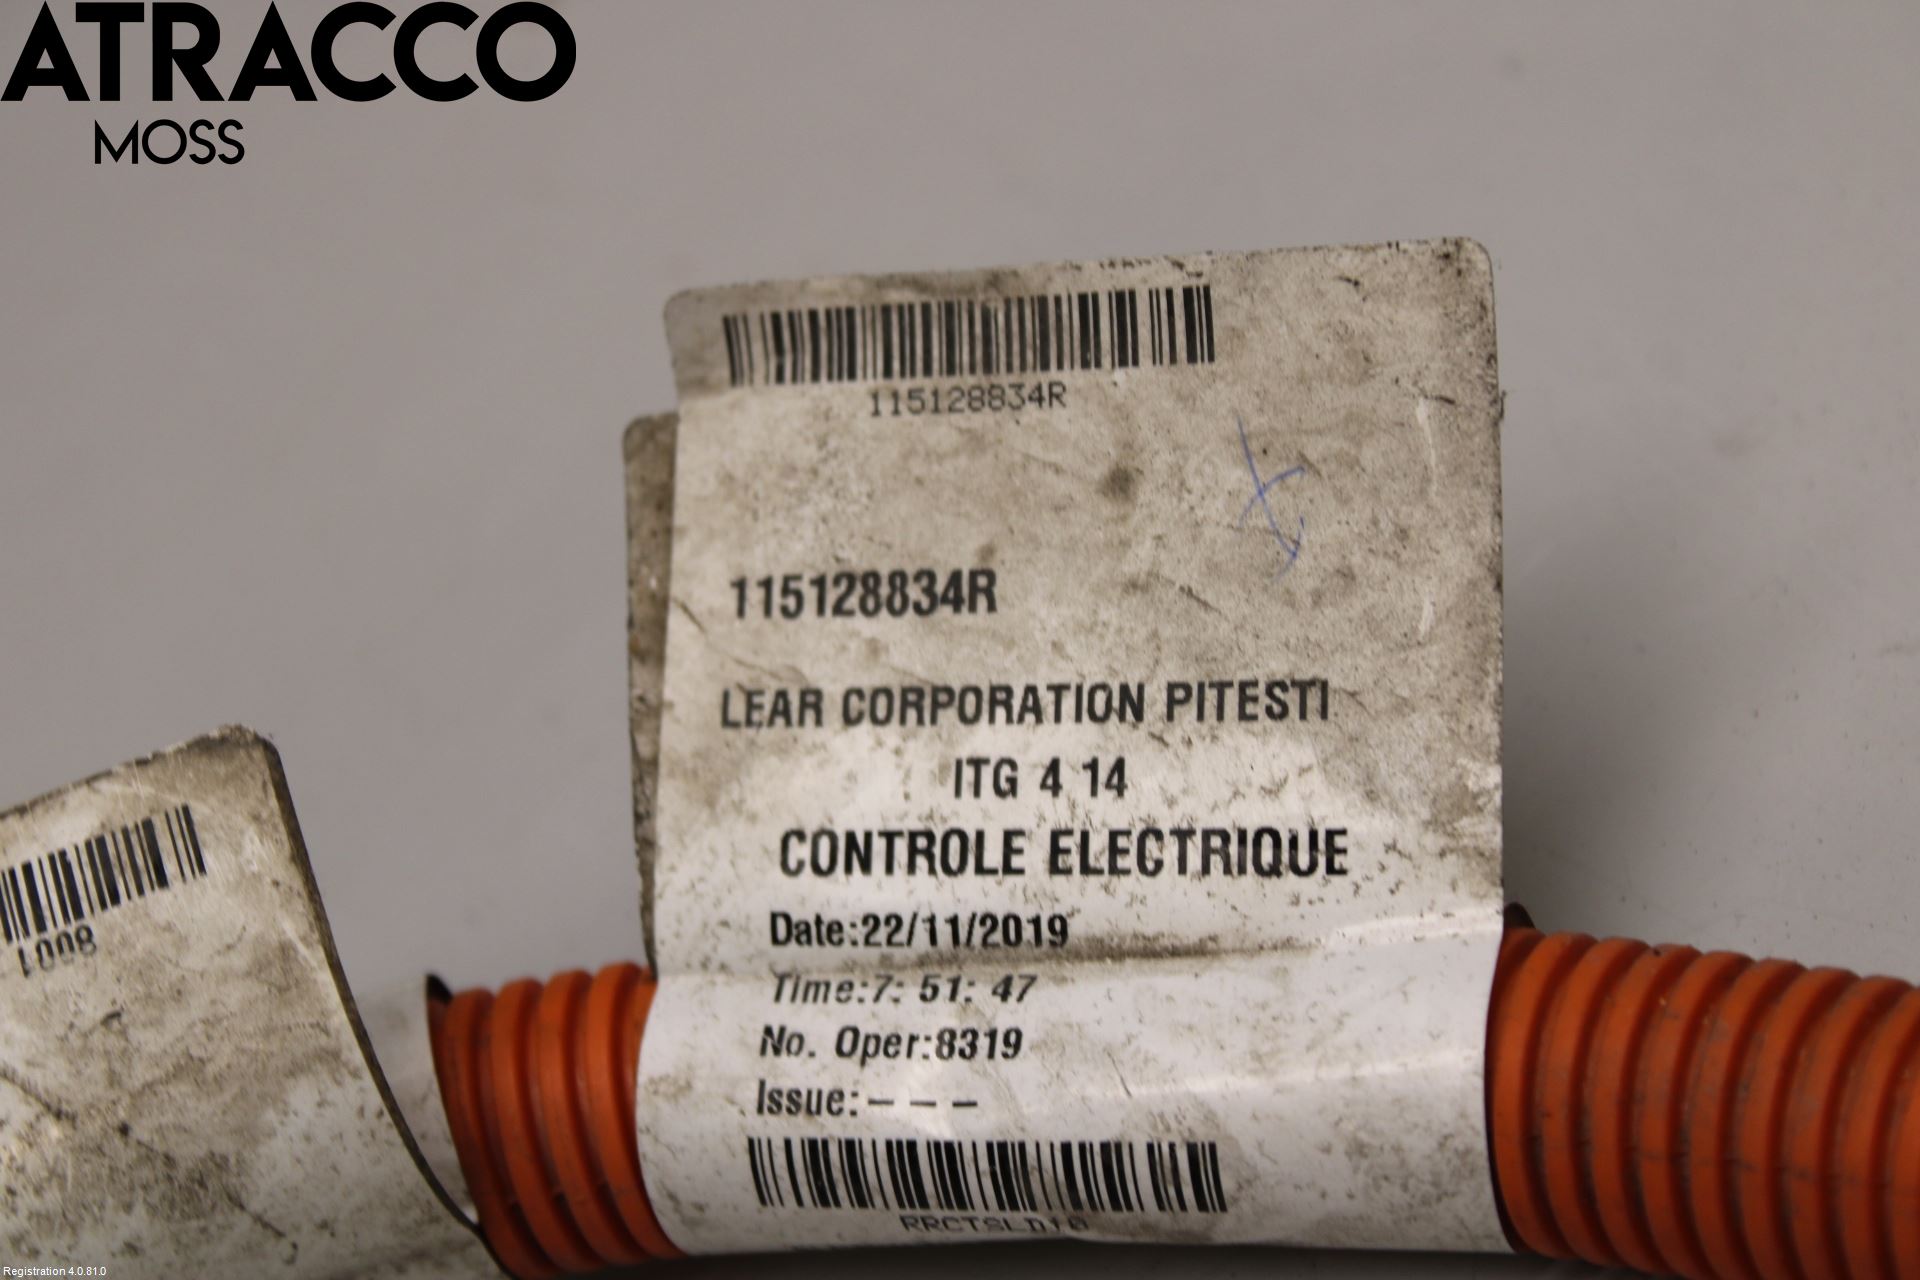 ATRACCO
MOSS
115128834R
115128834R
LEAR CORPORATION PITESTI
ITG 4 14
CONTROLE ELECTRIQUE
Date:22/11/2019
Time:7: 51: 47
No. Oper:8319
Issue:- - -
8001
Registration 4.0.81.0